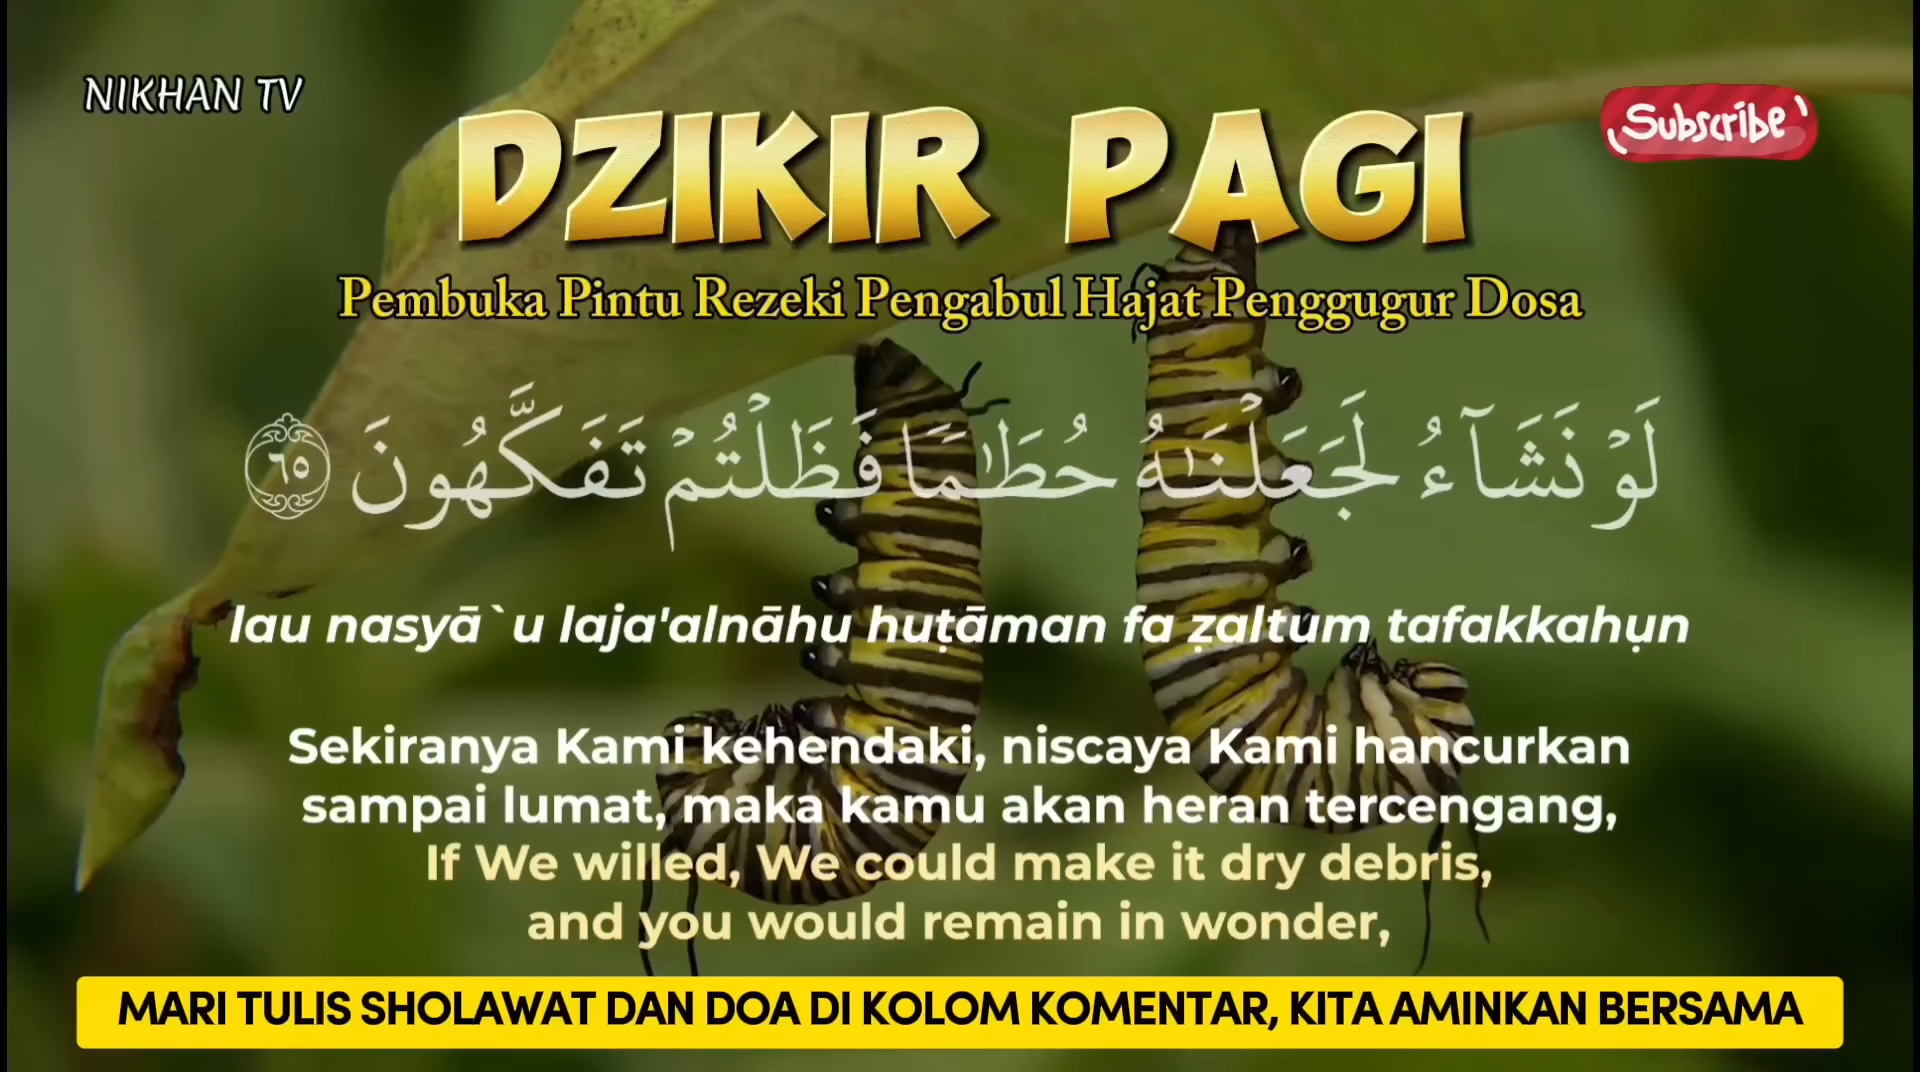 NIKHAN TV
Subscribe
DZIKIR PAGI
Pembuka Pintu Rezeki Pengabul Hajat Penggugur Dosa
لَوْ نَشَآءُ لَجَعَلْنَٰهُ حُطَٰمًا فَظَلْتُمْ تَفَكَّهُونَ ٦٥
lau nasyā`u laja'alnāhu huṭāman fa ẓaltum tafakkahụn
Sekiranya Kami kehendaki, niscaya Kami hancurkan
sampai lumat, maka kamu akan heran tercengang,
If We willed, We could make it dry debris,
and you would remain in wonder,
MARI TULIS SHOLAWAT DAN DOA DI KOLOM KOMENTAR, KITA AMINKAN BERSAMA